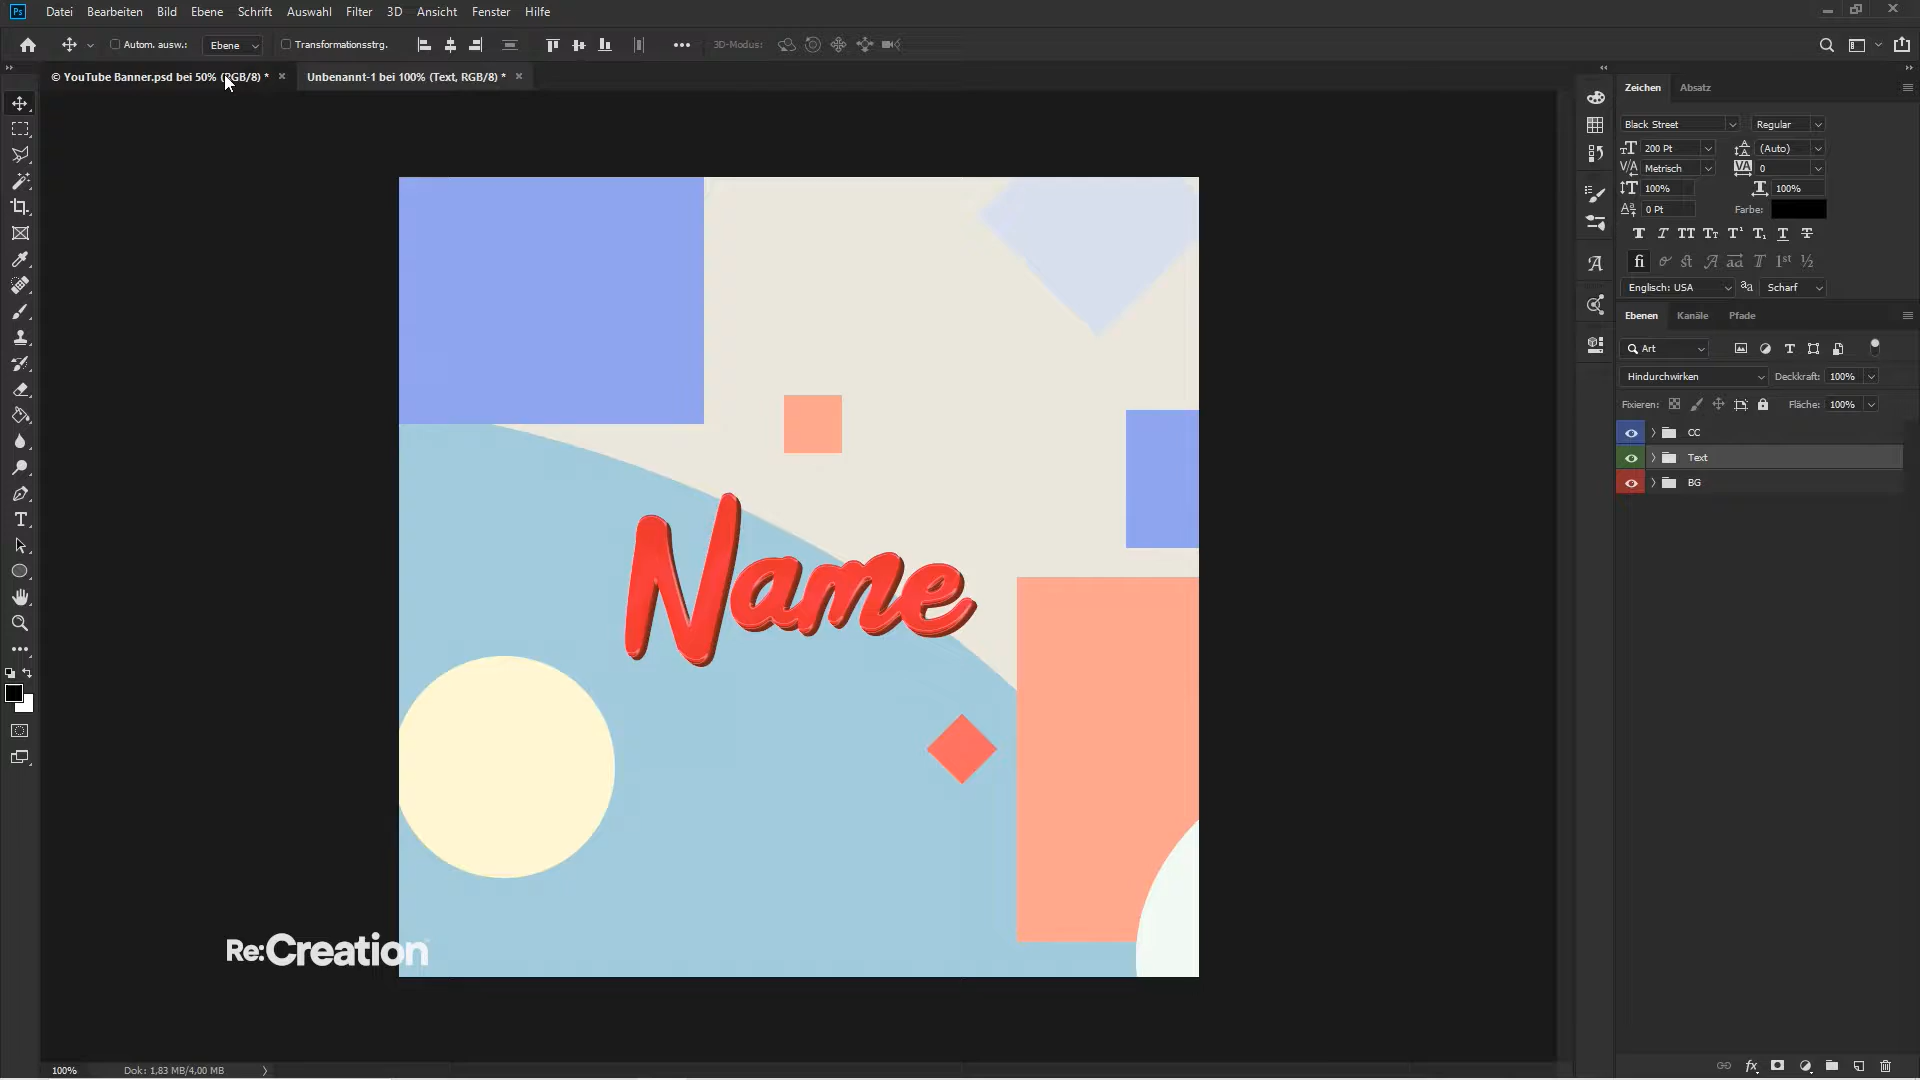 Ps Datei Bearbeiten Bild Ebene Schrift Auswahl Filter 3D Ansicht Fenster Hilfe
Autom. ausw.: Ebene Transformationsstrg. 3D-Modus:
© YouTube Banner.psd bei 50% (RGB/8) * Unbenannt-1 bei 100% (Text, RGB/8) *
Zeichen Absatz
Black Street Regular
200 Pt (Auto)
Metrisch 0
100% 100%
0 Pt Farbe:
Englisch: USA Scharf
Ebenen Kanäle Pfade
Art
Hindurchwirken Deckkraft: 100%
Fixieren: Fläche: 100%
CC
Text
BG
Name
Re:Creation
100% Dok: 1,83 MB/4,00 MB